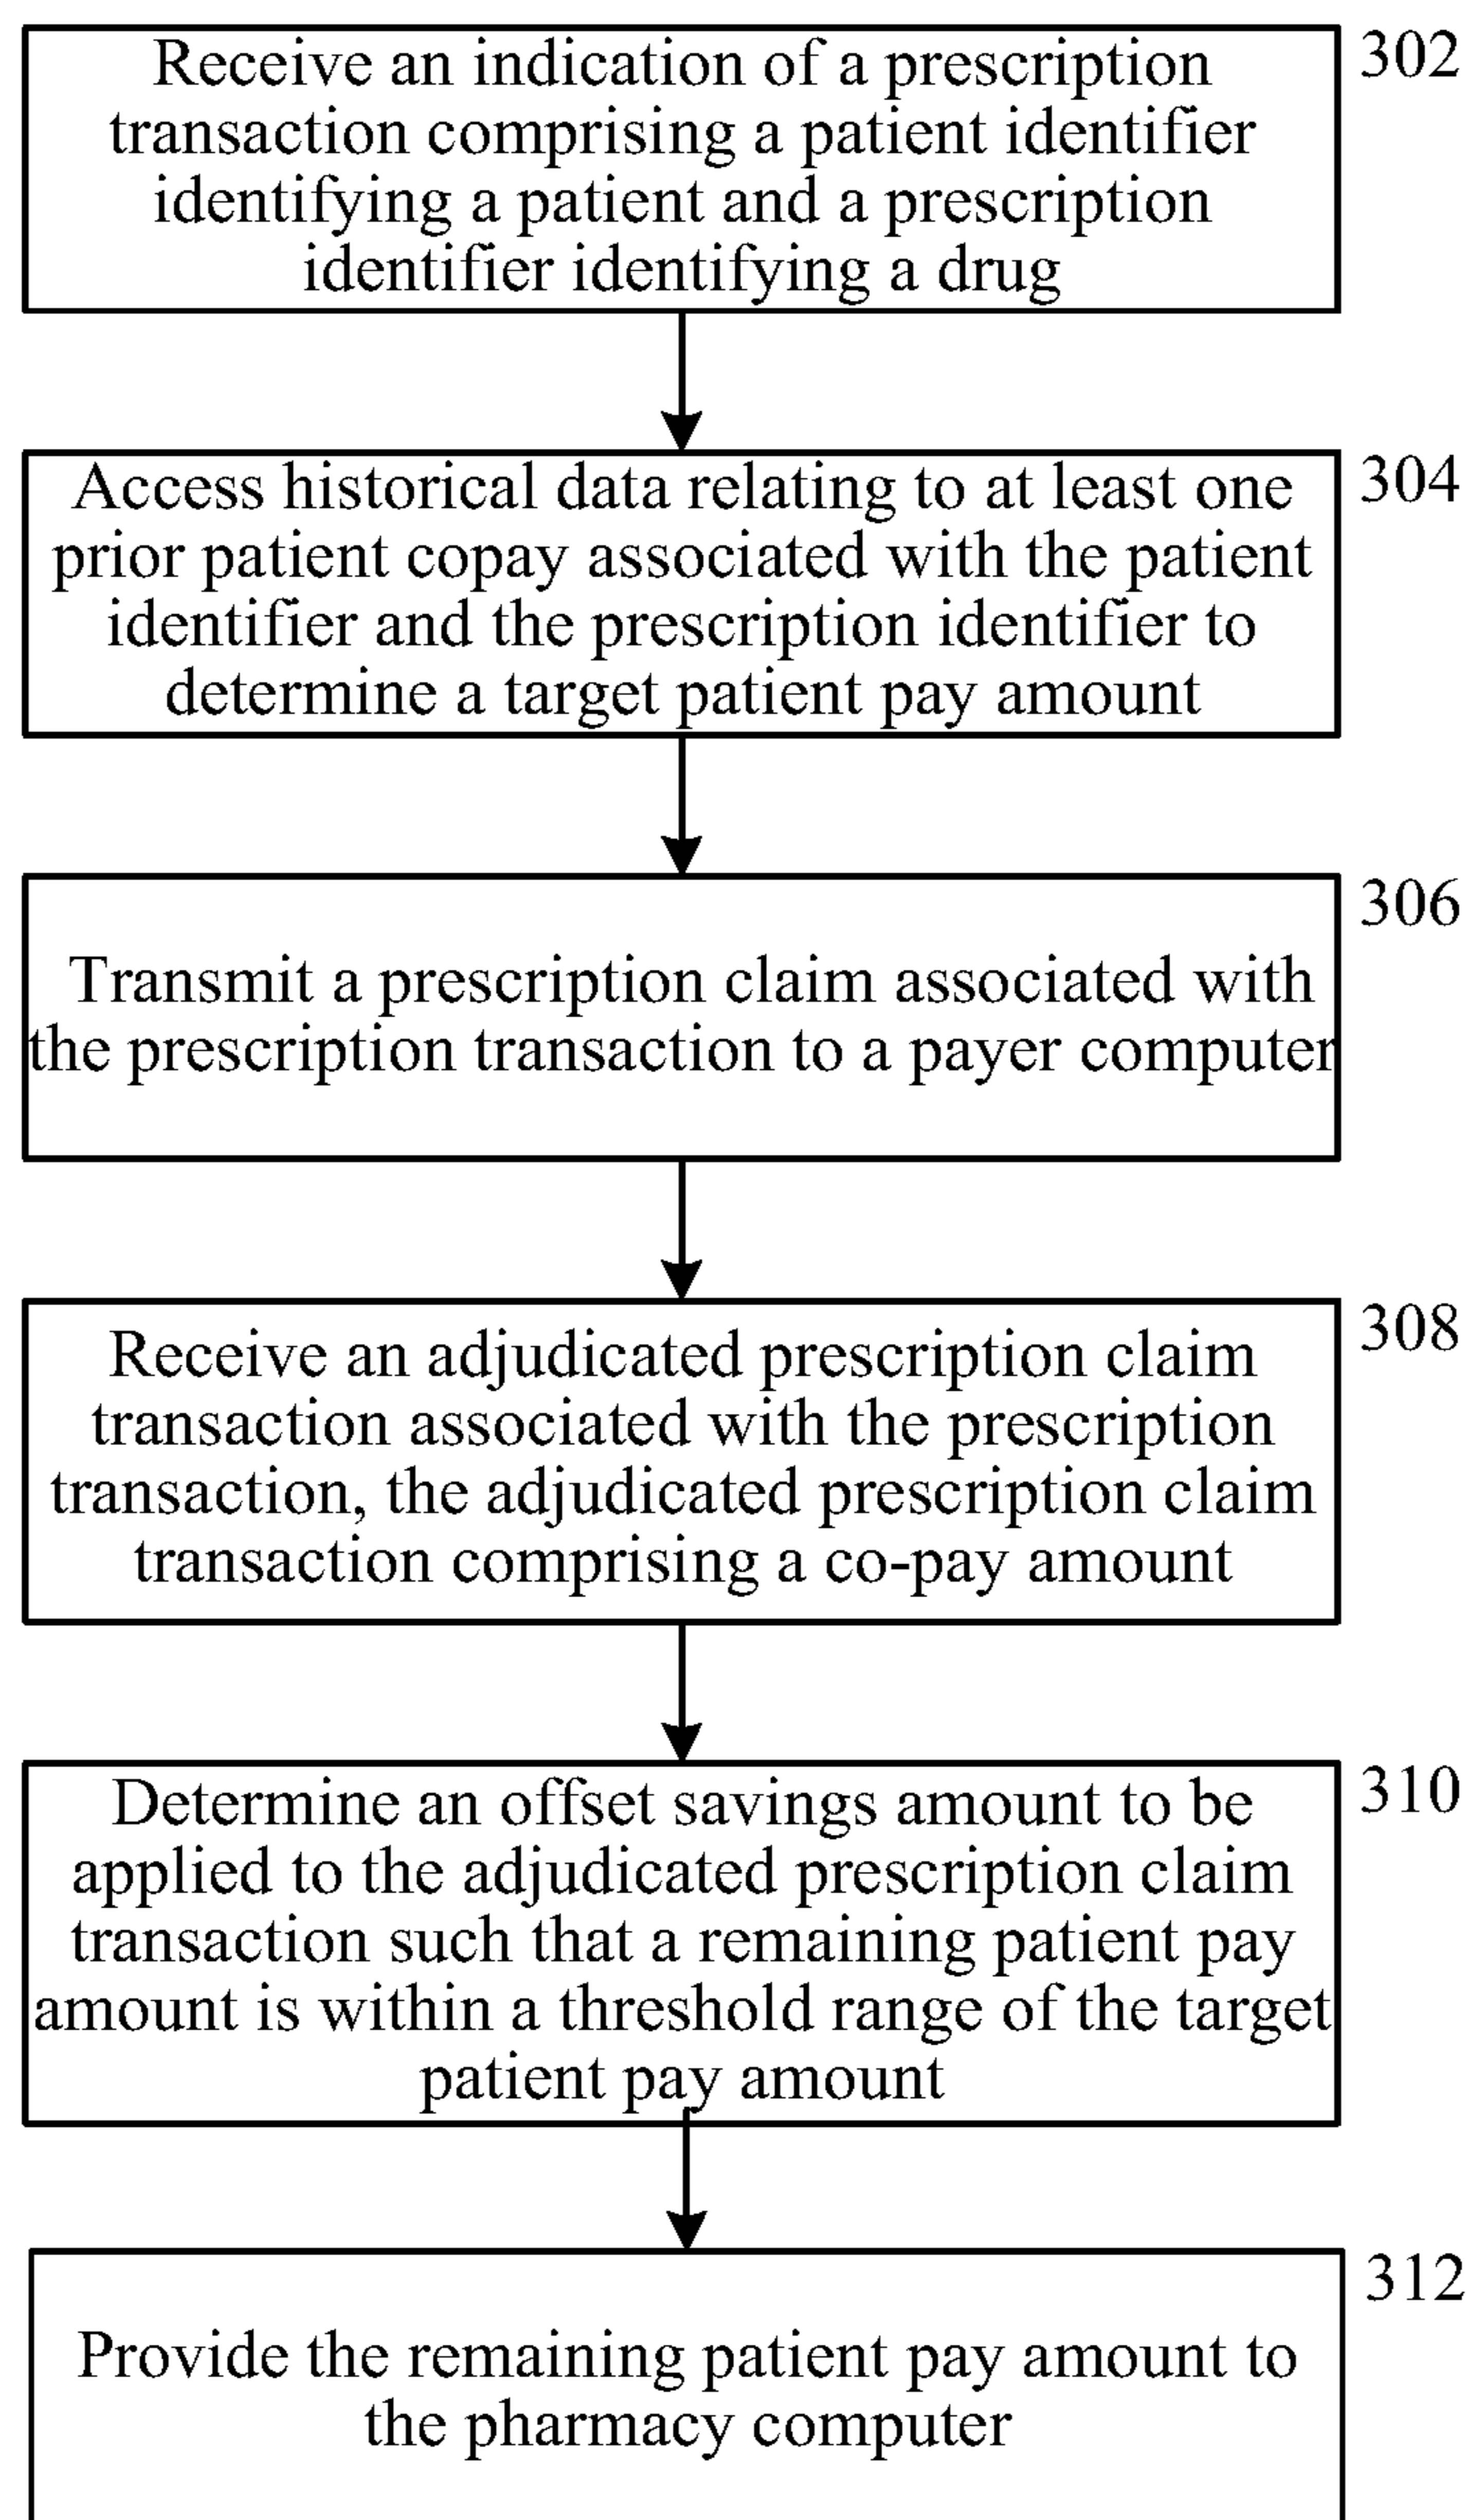 Receive an indication of a prescription
transaction comprising a patient identifier
identifying a patient and a prescription
identifier identifying a drug
302
Access historical data relating to at least one
prior patient copay associated with the patient
identifier and the prescription identifier to
determine a target patient pay amount
304
Transmit a prescription claim associated with
the prescription transaction to a payer computer
306
Receive an adjudicated prescription claim
transaction associated with the prescription
transaction, the adjudicated prescription claim
transaction comprising a co-pay amount
308
Determine an offset savings amount to be
applied to the adjudicated prescription claim
transaction such that a remaining patient pay
amount is within a threshold range of the target
patient pay amount
310
Provide the remaining patient pay amount to
the pharmacy computer
312